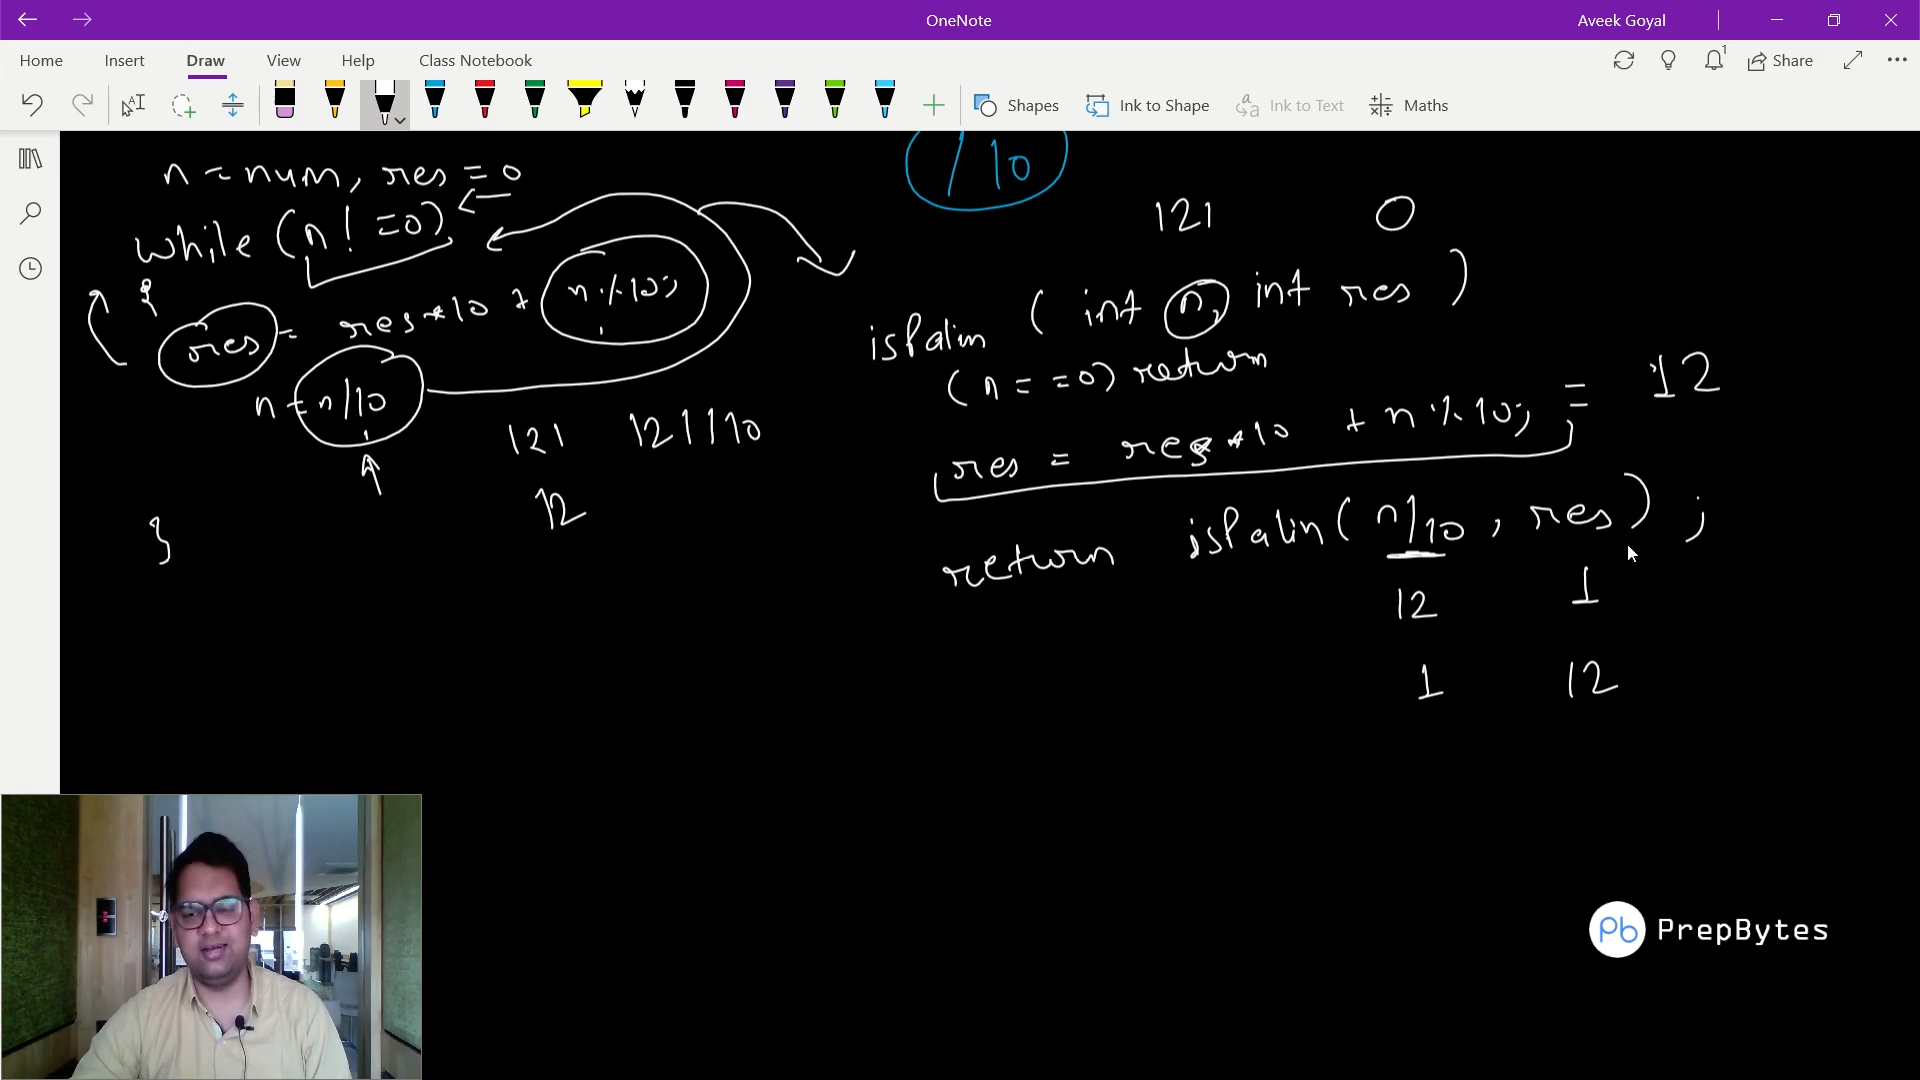 OneNote
Aveek Goyal
Home Insert Draw View Help Class Notebook
1 Share
Shapes Ink to Shape Ink to Text Maths
n = num, res = 0
while (n! =0)
{
res = res*10 + n%10;
n = n/10
121 121/10
12
}
/10
121 0
isPalin ( int n, int res )
(n = =0) return
res = res*10 + n%10; = 12
return isPalin( n/10 , res ) ;
12 1
1 12
Pb PrepBytes